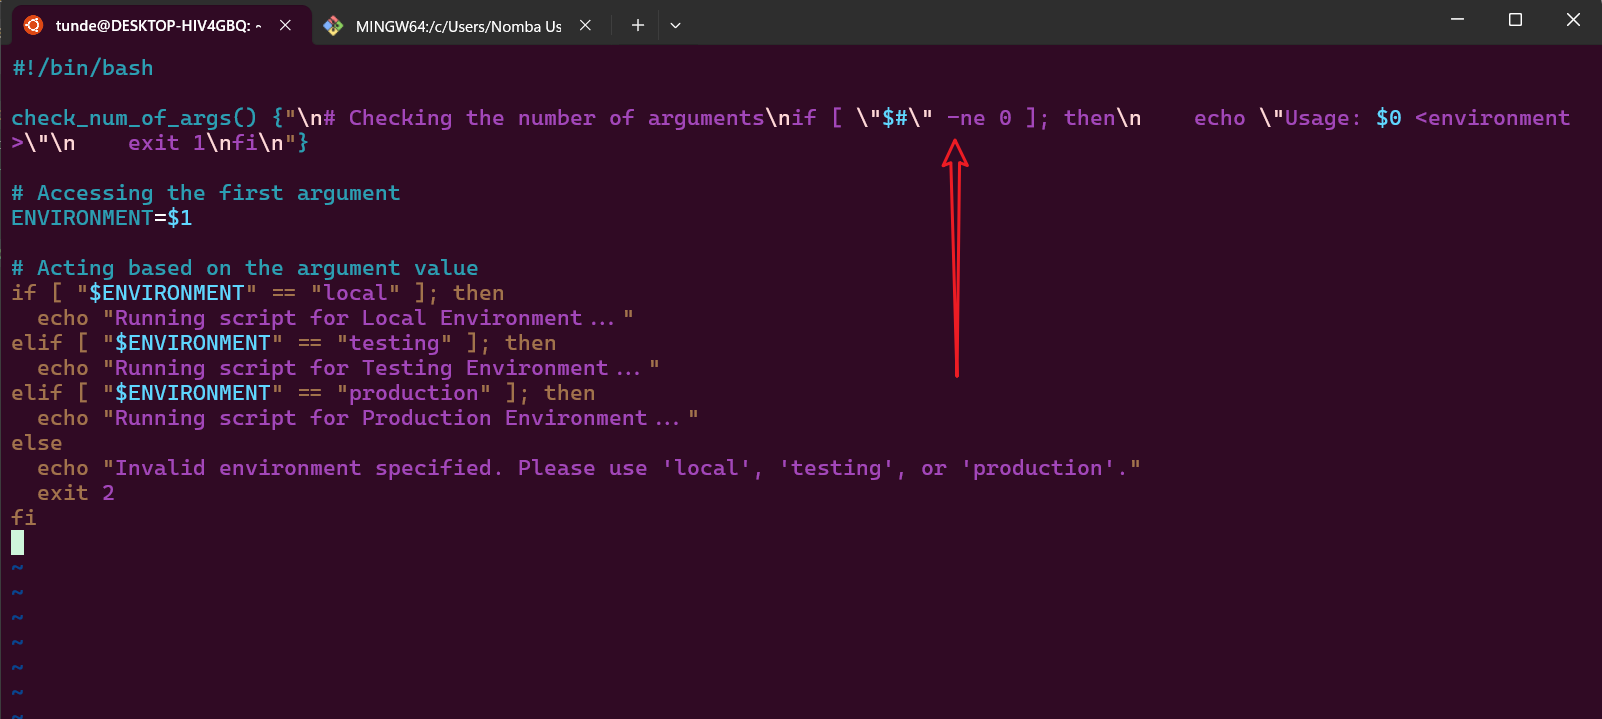 tunde@DESKTOP-HIV4GBQ: ~
MINGW64:/c/Users/Nomba Us
#!/bin/bash
check_num_of_args() {"\n# Checking the number of arguments\nif [ \"$#\" -ne 0 ]; then\n    echo \"Usage: $0 <environment
>\"\n    exit 1\nfi\n"}
# Accessing the first argument
ENVIRONMENT=$1
# Acting based on the argument value
if [ "$ENVIRONMENT" == "local" ]; then
  echo "Running script for Local Environment..."
elif [ "$ENVIRONMENT" == "testing" ]; then
  echo "Running script for Testing Environment..."
elif [ "$ENVIRONMENT" == "production" ]; then
  echo "Running script for Production Environment..."
else
  echo "Invalid environment specified. Please use 'local', 'testing', or 'production'."
  exit 2
fi
~
~
~
~
~
~
~